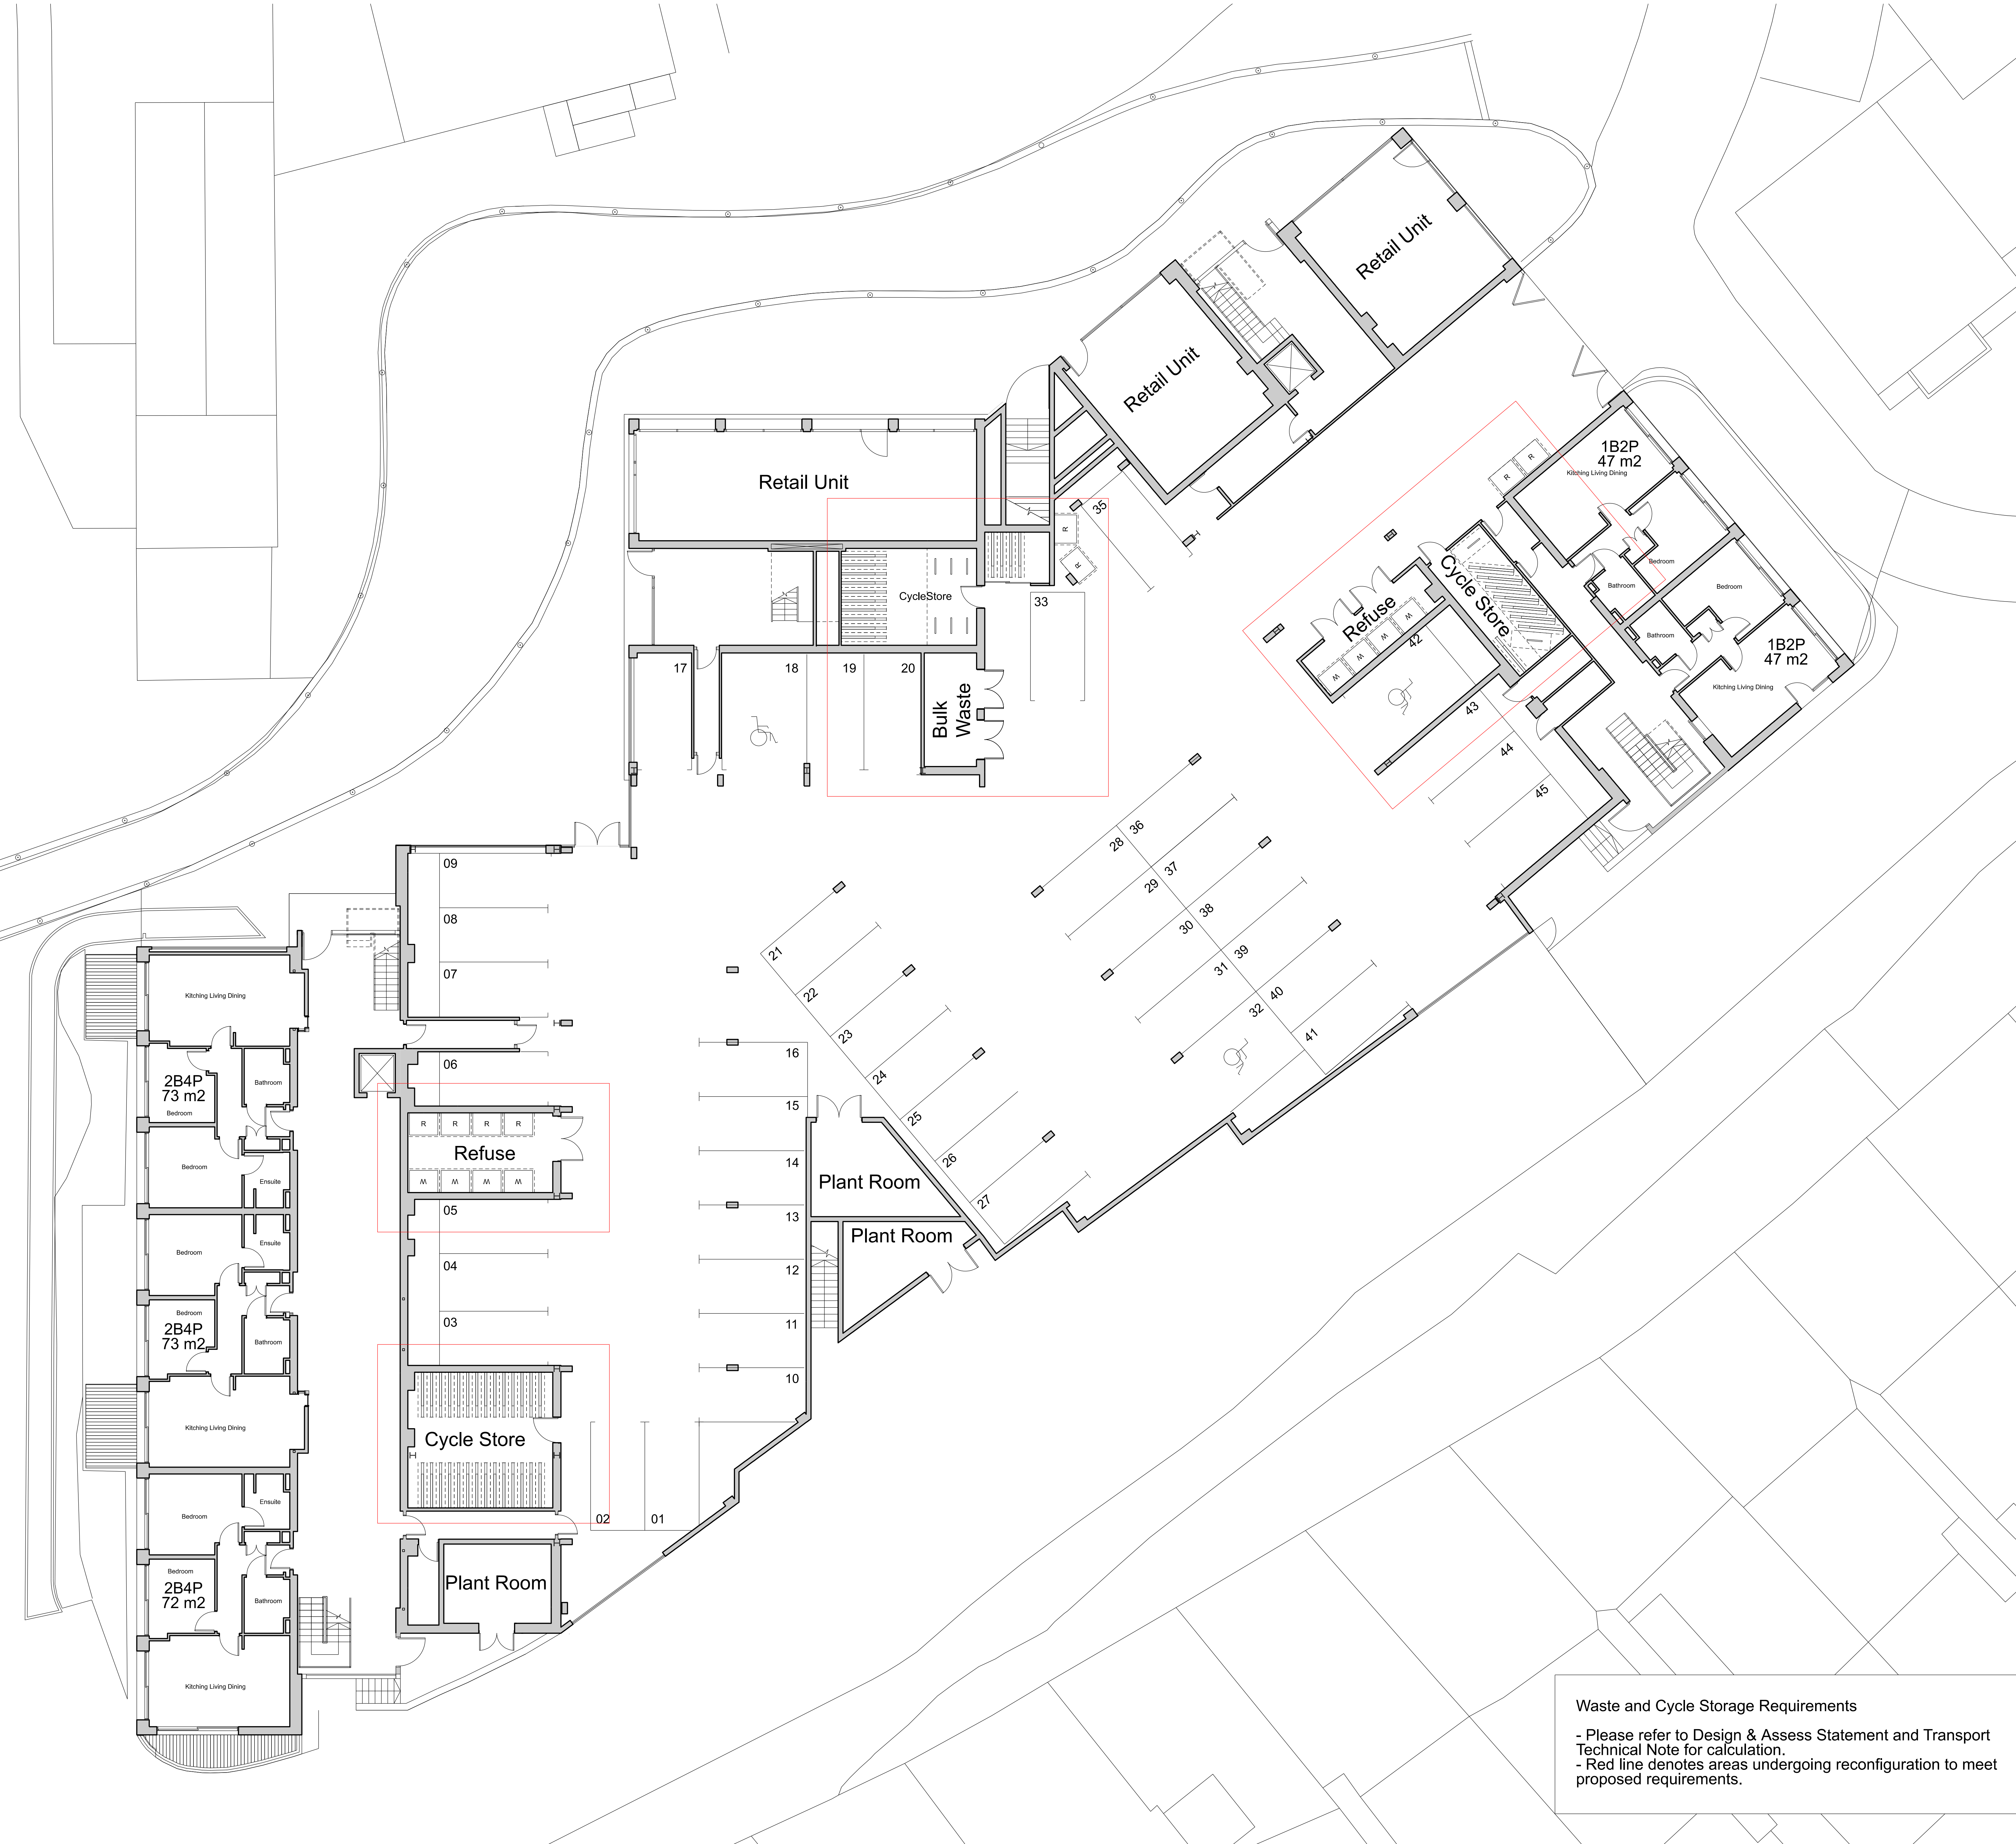 Retail Unit
Retail Unit
Retail Unit
35
R
R
R
R
1B2P
47 m2
Kitching Living Dining
Bedroom
Bathroom
Bedroom
Bathroom
1B2P
47 m2
Kitching Living Dining
Cycle Store
Refuse
W
W
W
W
42
43
44
45
CycleStore
33
17
18
19
20
Bulk
Waste
09
08
07
06
R
R
R
R
Refuse
W
W
W
W
05
04
03
Cycle Store
02
01
Plant Room
28
36
29
37
30
38
31
39
32
40
41
21
22
23
24
25
26
27
16
15
14
13
12
11
10
Plant Room
Plant Room
Kitching Living Dining
2B4P
73 m2
Bedroom
Bathroom
Bedroom
Ensuite
Bedroom
Ensuite
Bedroom
2B4P
73 m2
Bathroom
Kitching Living Dining
Bedroom
Ensuite
Bedroom
2B4P
72 m2
Bathroom
Kitching Living Dining
Waste and Cycle Storage Requirements
- Please refer to Design & Assess Statement and Transport
Technical Note for calculation.
- Red line denotes areas undergoing reconfiguration to meet
proposed requirements.